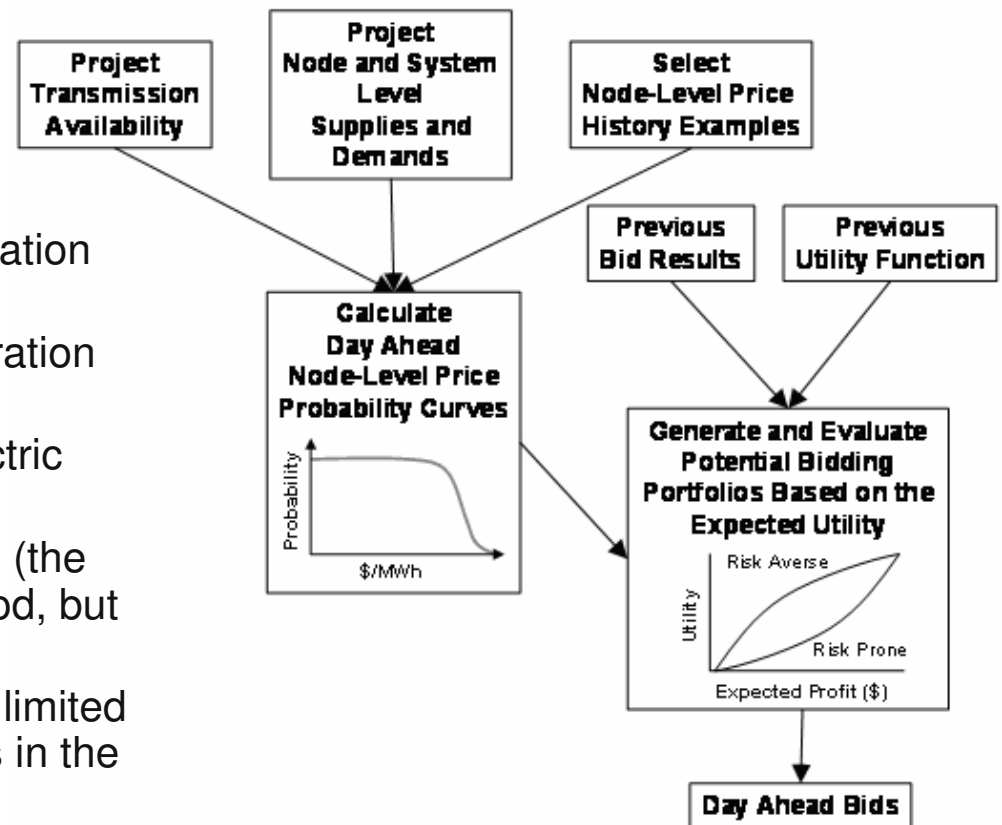 Project
Transmission
Availability
Project
Node and System
Level
Supplies and
Demands
Select
Node-Level Price
History Examples
Previous
Bid Results
Previous
Utility Function
ation
ration
ctric
(the
od, but
limited
s in the
Calculate
Day Ahead
Node-Level Price
Probability Curves
Probability
$/MWh
Generate and Evaluate
Potential Bidding
Portfolios Based on the
Expected Utility
Risk Averse
Utility
Risk Prone
Expected Profit ($)
Day Ahead Bids